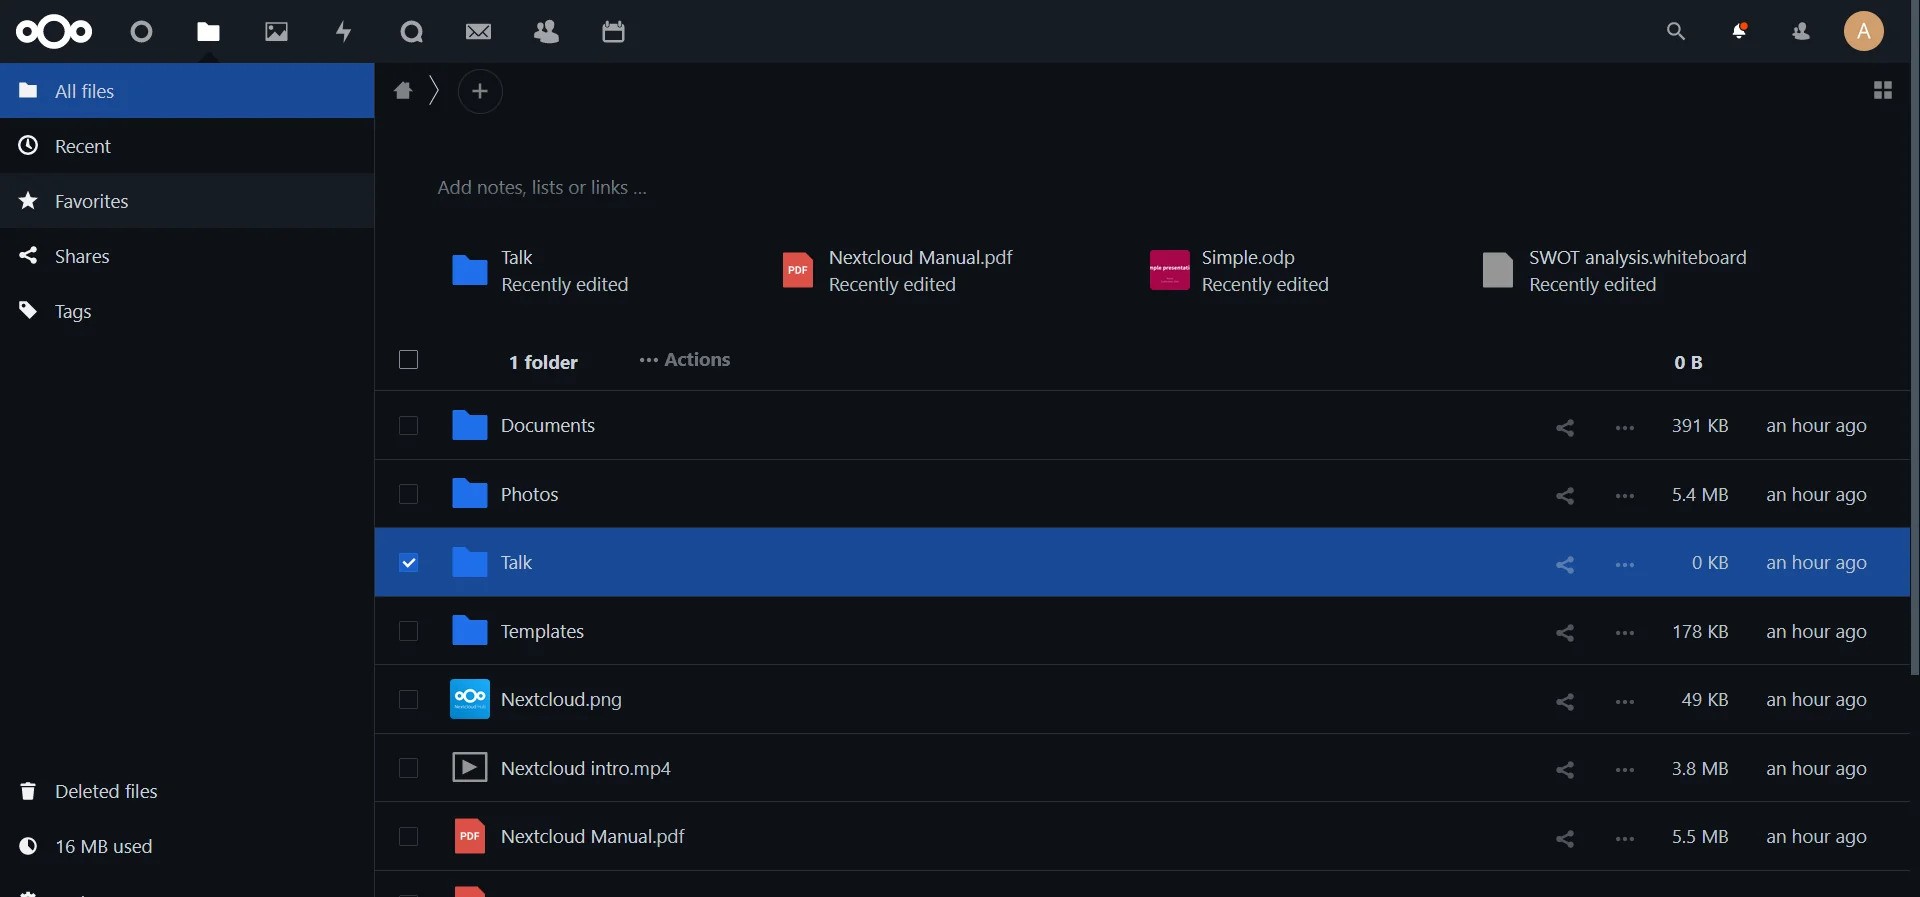 A
All files
Recent
Favorites
Shares
Tags
Deleted files
16 MB used
Add notes, lists or links ...
Talk
Recently edited
PDF
Nextcloud Manual.pdf
Recently edited
Simple.odp
Recently edited
SWOT analysis.whiteboard
Recently edited
1 folder
Actions
0 B
Documents
391 KB
an hour ago
Photos
5.4 MB
an hour ago
Talk
0 KB
an hour ago
Templates
178 KB
an hour ago
Nextcloud.png
49 KB
an hour ago
Nextcloud intro.mp4
3.8 MB
an hour ago
PDF
Nextcloud Manual.pdf
5.5 MB
an hour ago